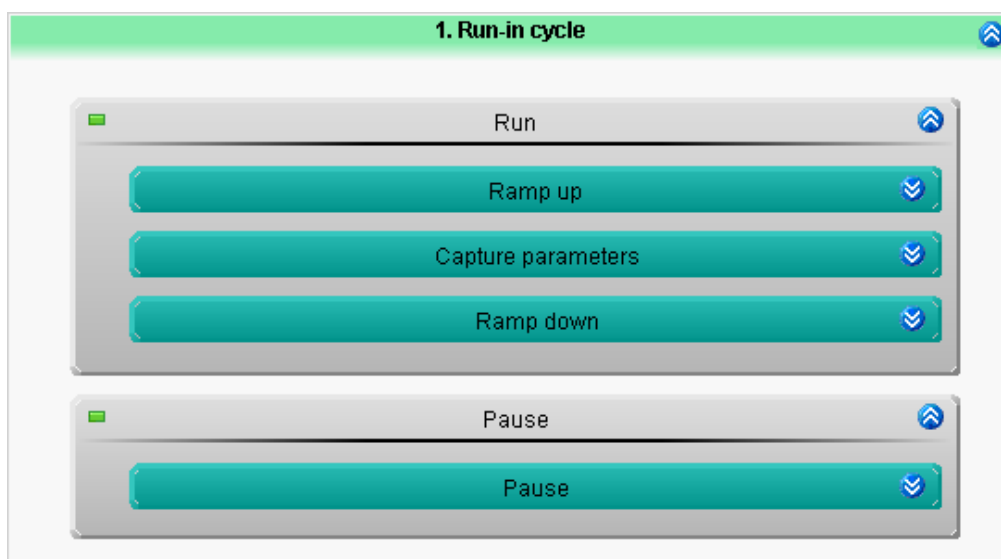 1. Run-in cycle
Run
Ramp up
Capture parameters
Ramp down
Pause
Pause